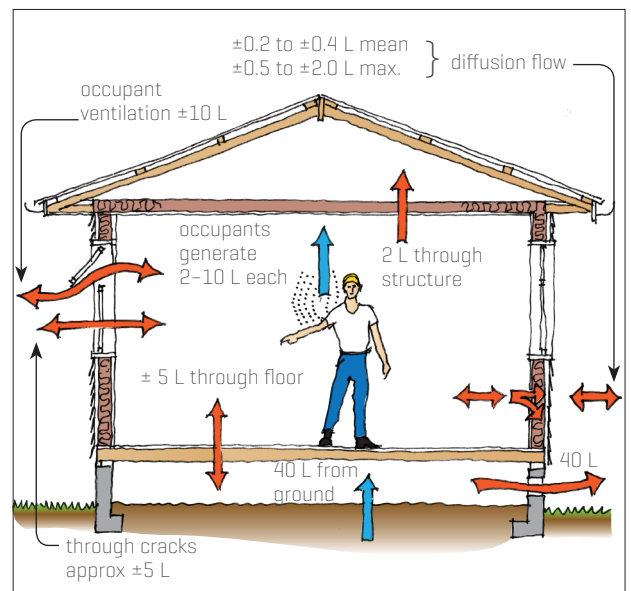 ±0.2 to ±0.4 L mean
±0.5 to ±2.0 L max.
diffusion flow
occupant
ventilation ±10 L
occupants
generate
2–10 L each
2 L through
structure
± 5 L through floor
40 L from
ground
40 L
through cracks
approx ±5 L